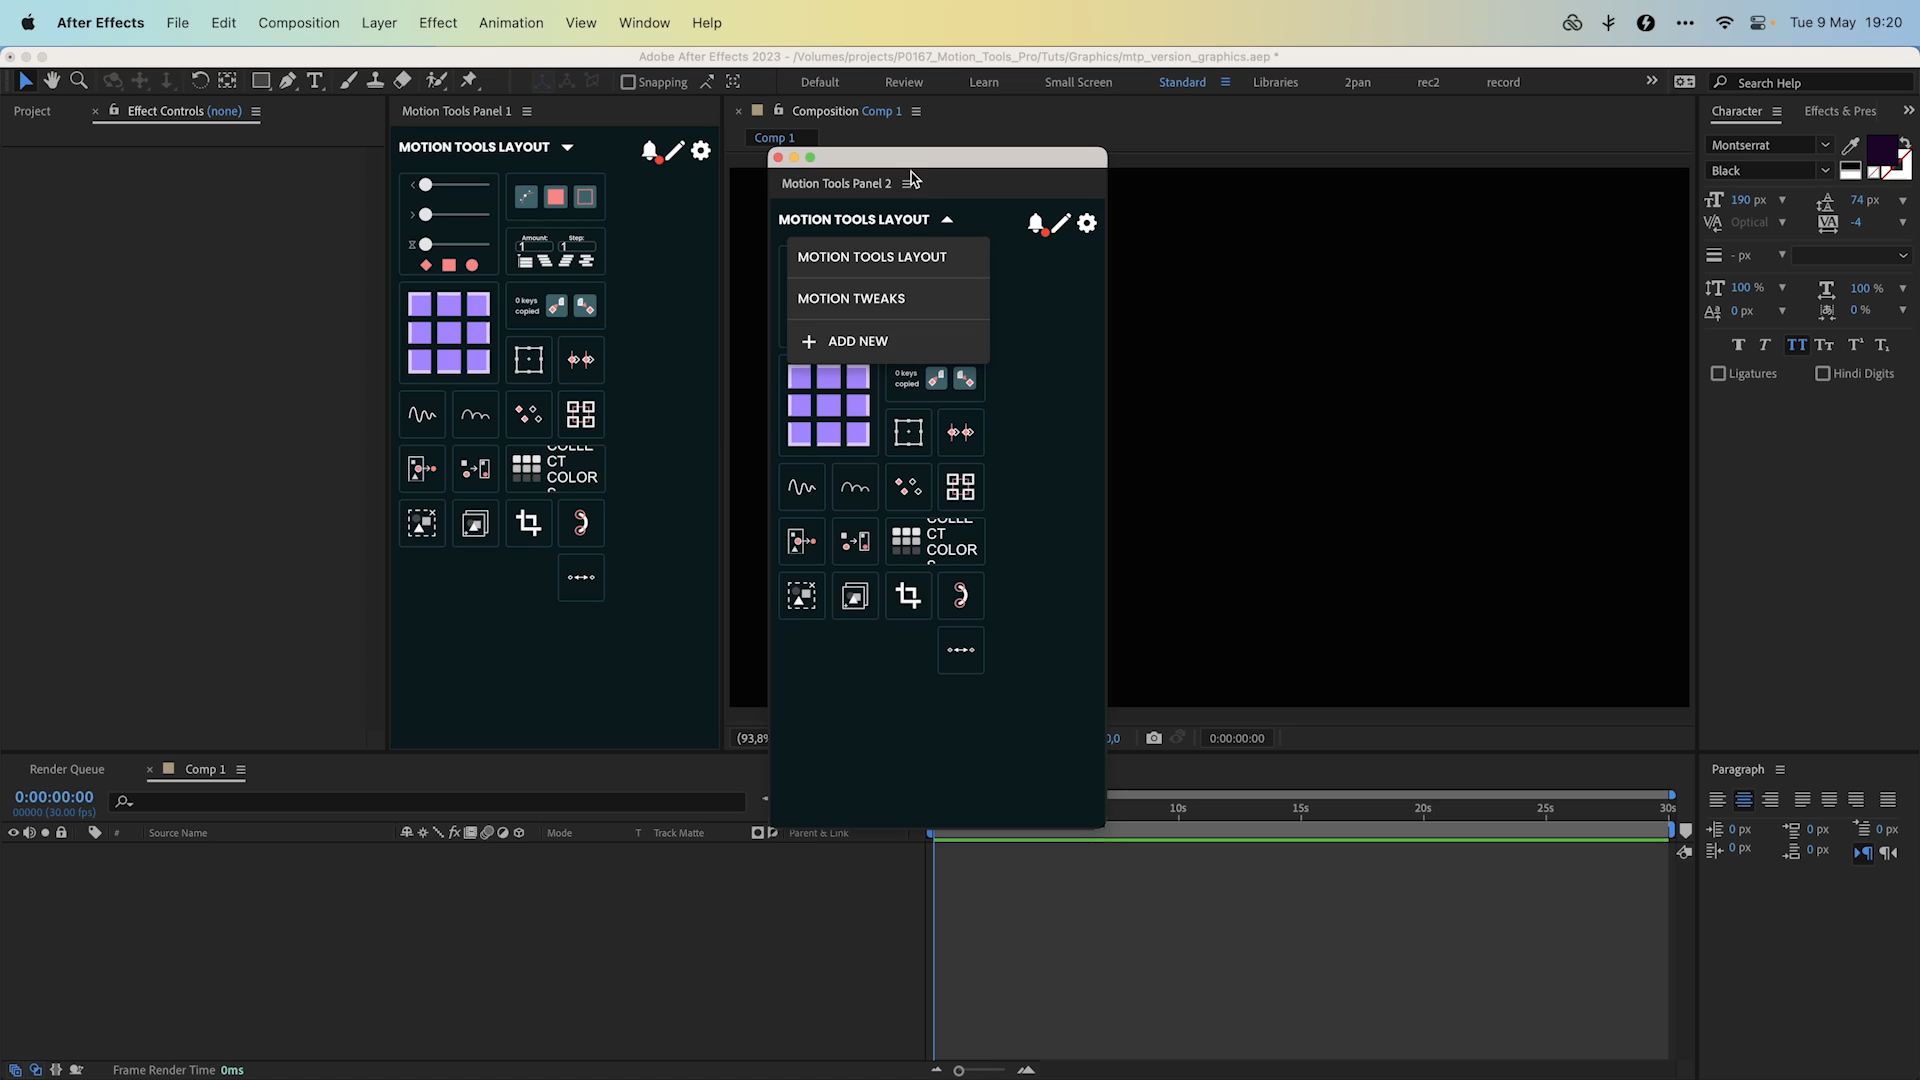 After Effects File Edit Composition Layer Effect Animation View Window Help Tue 9 May 19:20
Adobe After Effects 2023 - /Volumes/projects/P0167_Motion_Tools_Pro/Tuts/Graphics/mtp_version_graphics.aep *
Snapping Default Review Learn Small Screen Standard Libraries 2pan rec2 record Search Help
Project Effect Controls (none) Motion Tools Panel 1 Composition Comp 1 Character Effects & Pres
Comp 1
MOTION TOOLS LAYOUT
Amount: Step:
1 1
0 keys
copied
CT
COLOR
Motion Tools Panel 2
MOTION TOOLS LAYOUT
MOTION TOOLS LAYOUT
MOTION TWEAKS
ADD NEW
0 keys
copied
CT
COLOR
(93,8% 0,0 0:00:00:00
Montserrat
Black
190 px 74 px
Optical -4
- px
100 % 100 %
0 px 0 %
Ligatures Hindi Digits
Render Queue Comp 1
0:00:00:00
00000 (30.00 fps)
# Source Name Mode T Track Matte Parent & Link
10s 15s 20s 25s 30s
Paragraph
0 px 0 px 0 px
0 px 0 px
Frame Render Time 0ms